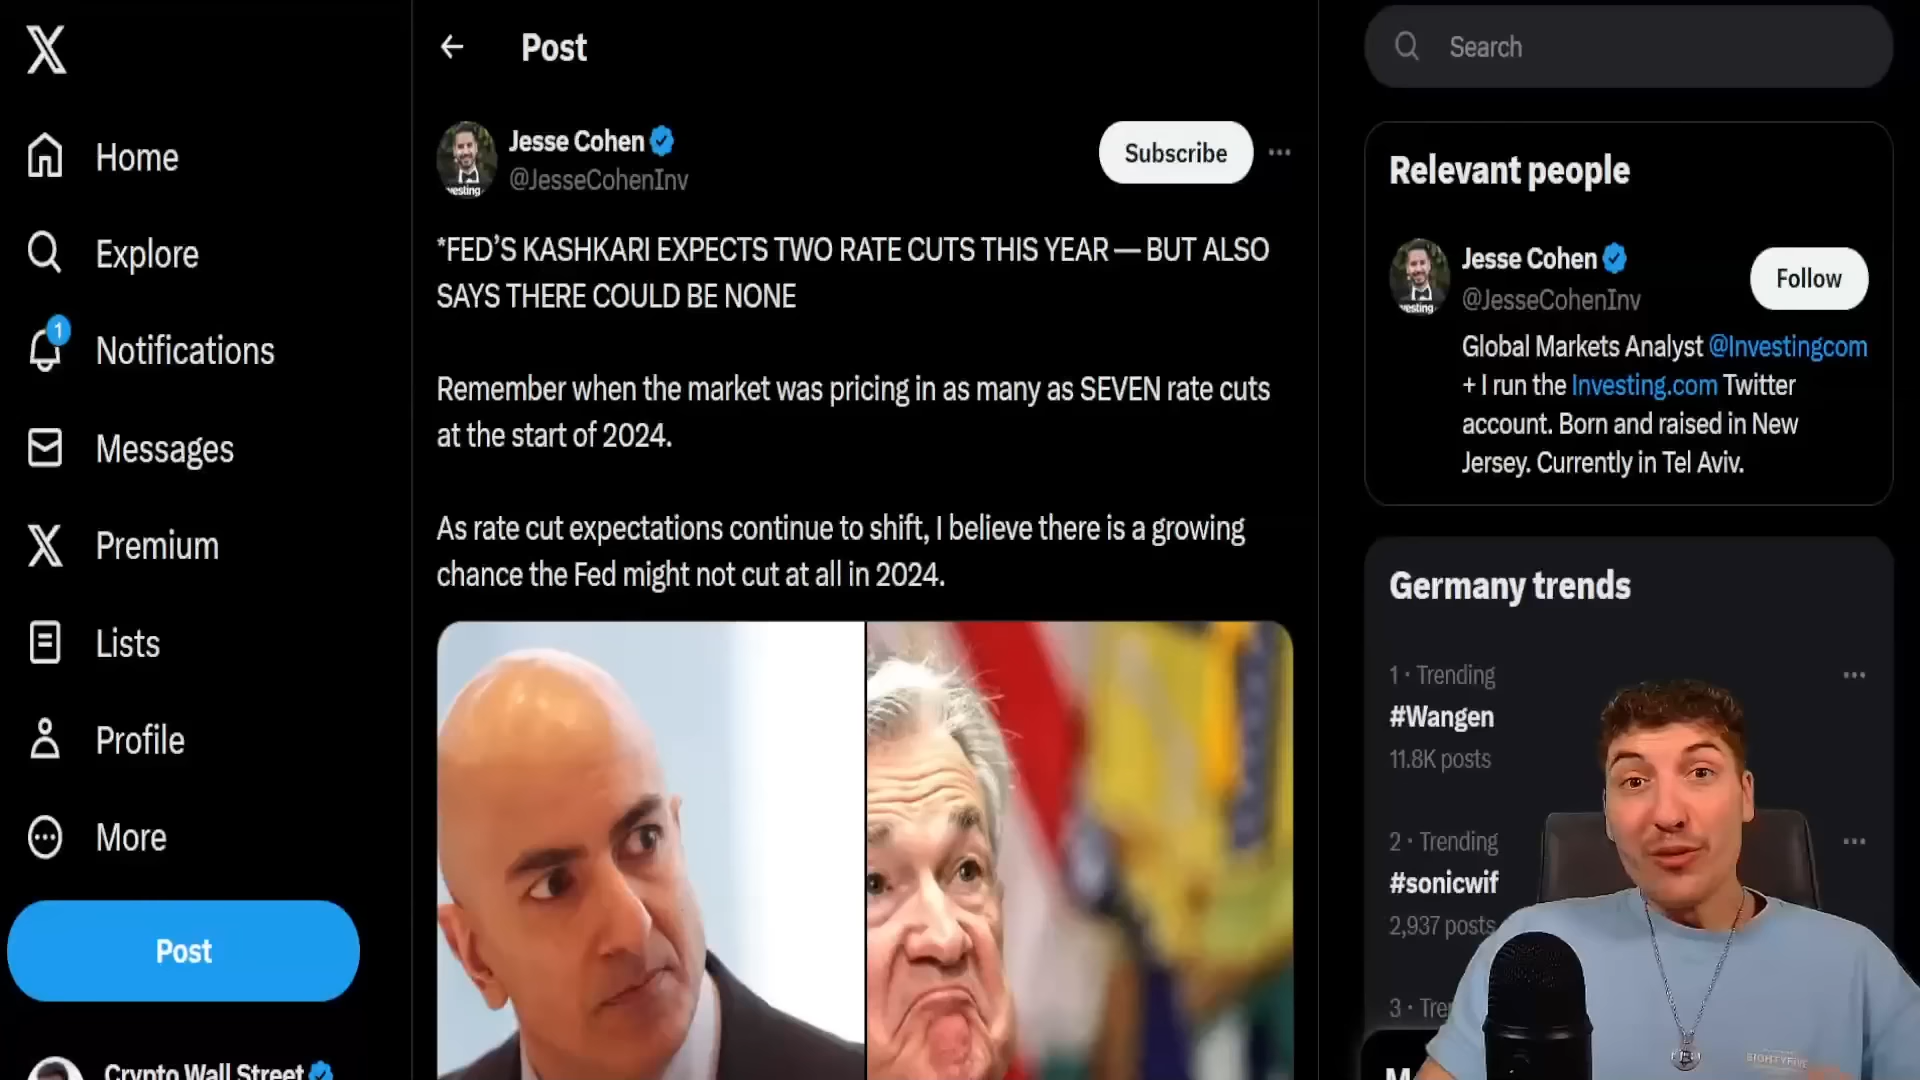 Home
Explore
1
Notifications
Messages
Premium
Lists
Profile
More
Post
Crypto Wall Street
Post
Jesse Cohen
@JesseCohenInv
Subscribe
*FED’S KASHKARI EXPECTS TWO RATE CUTS THIS YEAR — BUT ALSO
SAYS THERE COULD BE NONE
Remember when the market was pricing in as many as SEVEN rate cuts
at the start of 2024.
As rate cut expectations continue to shift, I believe there is a growing
chance the Fed might not cut at all in 2024.
Search
Relevant people
Jesse Cohen
@JesseCohenInv
Follow
Global Markets Analyst @Investingcom
+ I run the Investing.com Twitter
account. Born and raised in New
Jersey. Currently in Tel Aviv.
Germany trends
1 · Trending
#Wangen
11.8K posts
2 · Trending
#sonicwif
2,937 posts
3 ·
EIGHTYFIVE